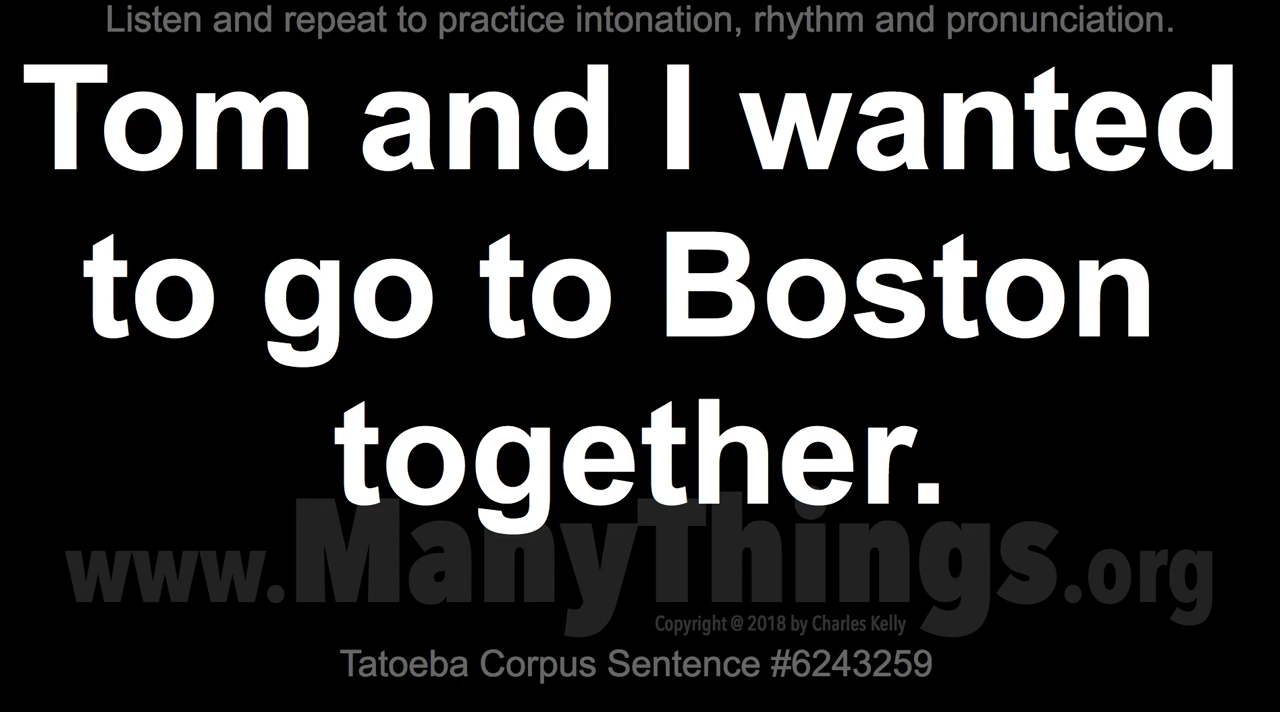 Listen and repeat to practice intonation, rhythm and pronunciation.
Tom and I wanted
to go to Boston
together.
www.ManyThings.org
Copyright @ 2018 by Charles Kelly
Tatoeba Corpus Sentence #6243259